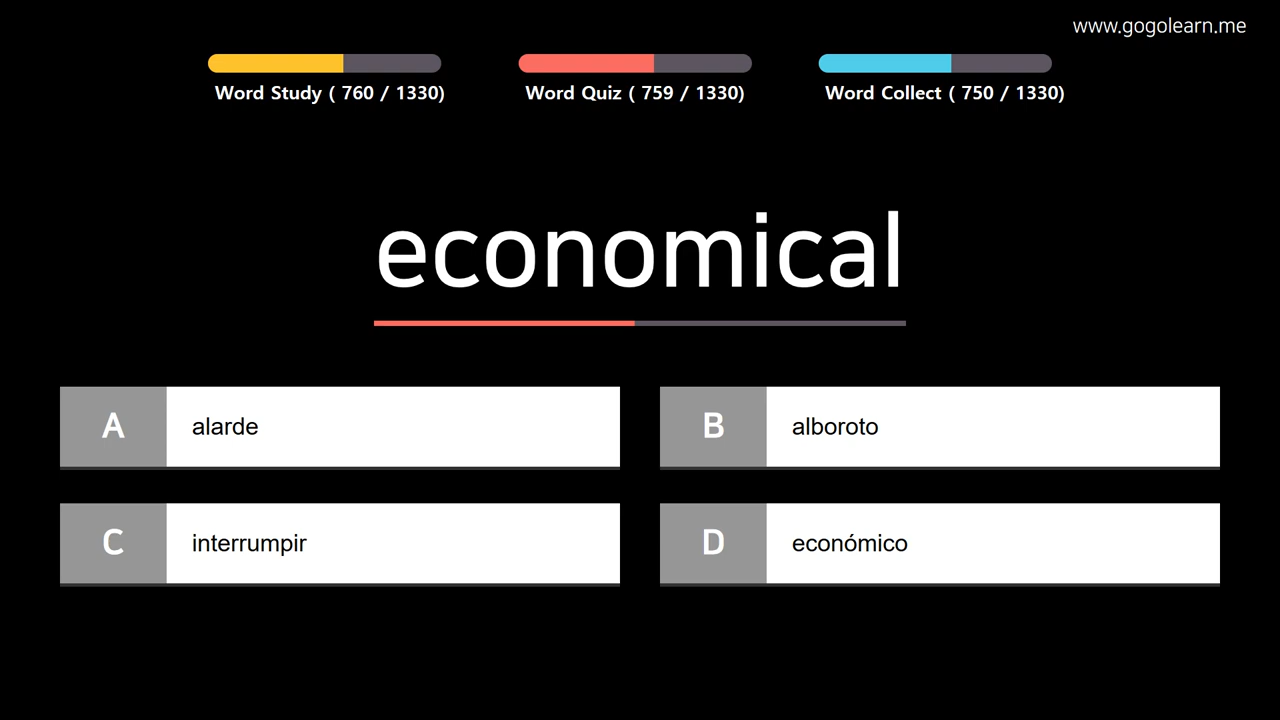 www.gogolearn.me
Word Study ( 760 / 1330)
Word Quiz ( 759 / 1330)
Word Collect ( 750 / 1330)
economical
A
alarde
B
alboroto
C
interrumpir
D
económico